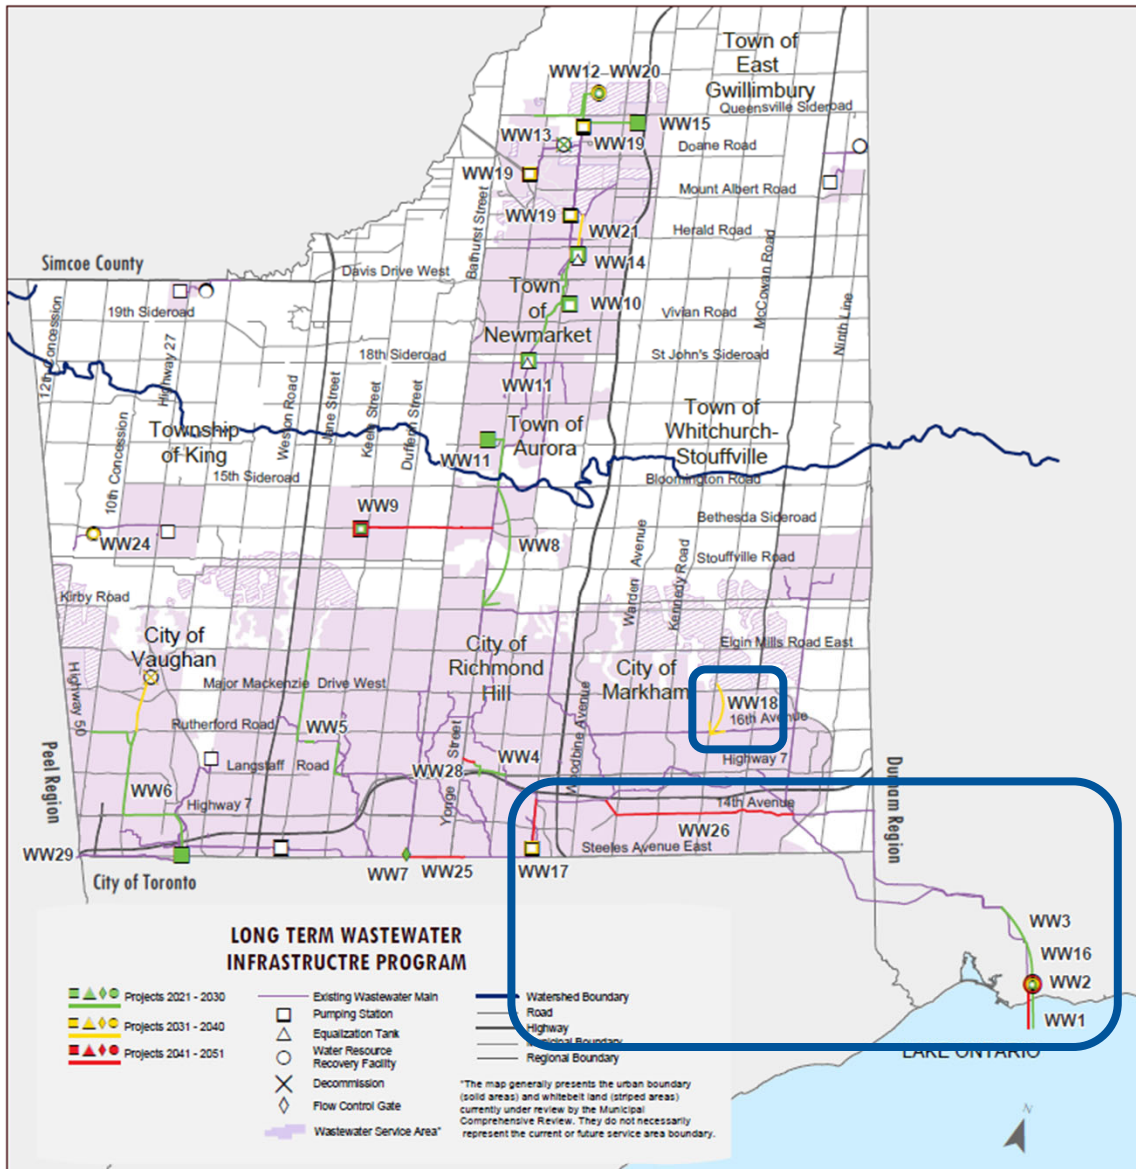 Town of
East
Gwillimbury
WW12 WW20
Queensville Sideroad
WW15
WW13
WW19
Doane Road
WW19
Mount Albert Road
WW19
Bathurst Street
WW21
Herald Road
Simcoe County
WW14
Davis Drive West
Town
of
Newmarket
WW10
19th Sideroad
Vivian Road
McCowan Road
Ninth Line
12th Concession
Highway 27
18th Sideroad
St John's Sideroad
WW11
Weston Road
Jane Street
Keele Street
Dufferin Street
Township
of King
Town of
Aurora
Town of
Whitchurch-
Stouffville
WW11
10th Concession
15th Sideroad
Bloomington Road
WW9
Bethesda Sideroad
WW24
WW8
Warden Avenue
Kennedy Road
Stouffville Road
Kirby Road
City of
Vaughan
City of
Richmond
Hill
City of
Markham
Elgin Mills Road East
Highway 50
Major Mackenzie Drive West
WW18
16th Avenue
Rutherford Road
WW5
Yonge Street
Woodbine Avenue
Peel Region
Langstaff Road
WW28
WW4
Highway 7
Durham Region
WW6
Highway 7
14th Avenue
WW26
WW29
Steeles Avenue East
City of Toronto
WW7
WW25
WW17
WW3
WW16
WW2
WW1
LAKE ONTARIO
LONG TERM WASTEWATER
INFRASTRUCTRE PROGRAM
Projects 2021 - 2030
Projects 2031 - 2040
Projects 2041 - 2051
Existing Wastewater Main
Pumping Station
Equalization Tank
Water Resource
Recovery Facility
Decommission
Flow Control Gate
Wastewater Service Area*
Watershed Boundary
Road
Highway
Municipal Boundary
Regional Boundary
*The map generally presents the urban boundary
(solid areas) and whitebelt land (striped areas)
currently under review by the Municipal
Comprehensive Review. They do not necessarily
represent the current or future service area boundary.
N